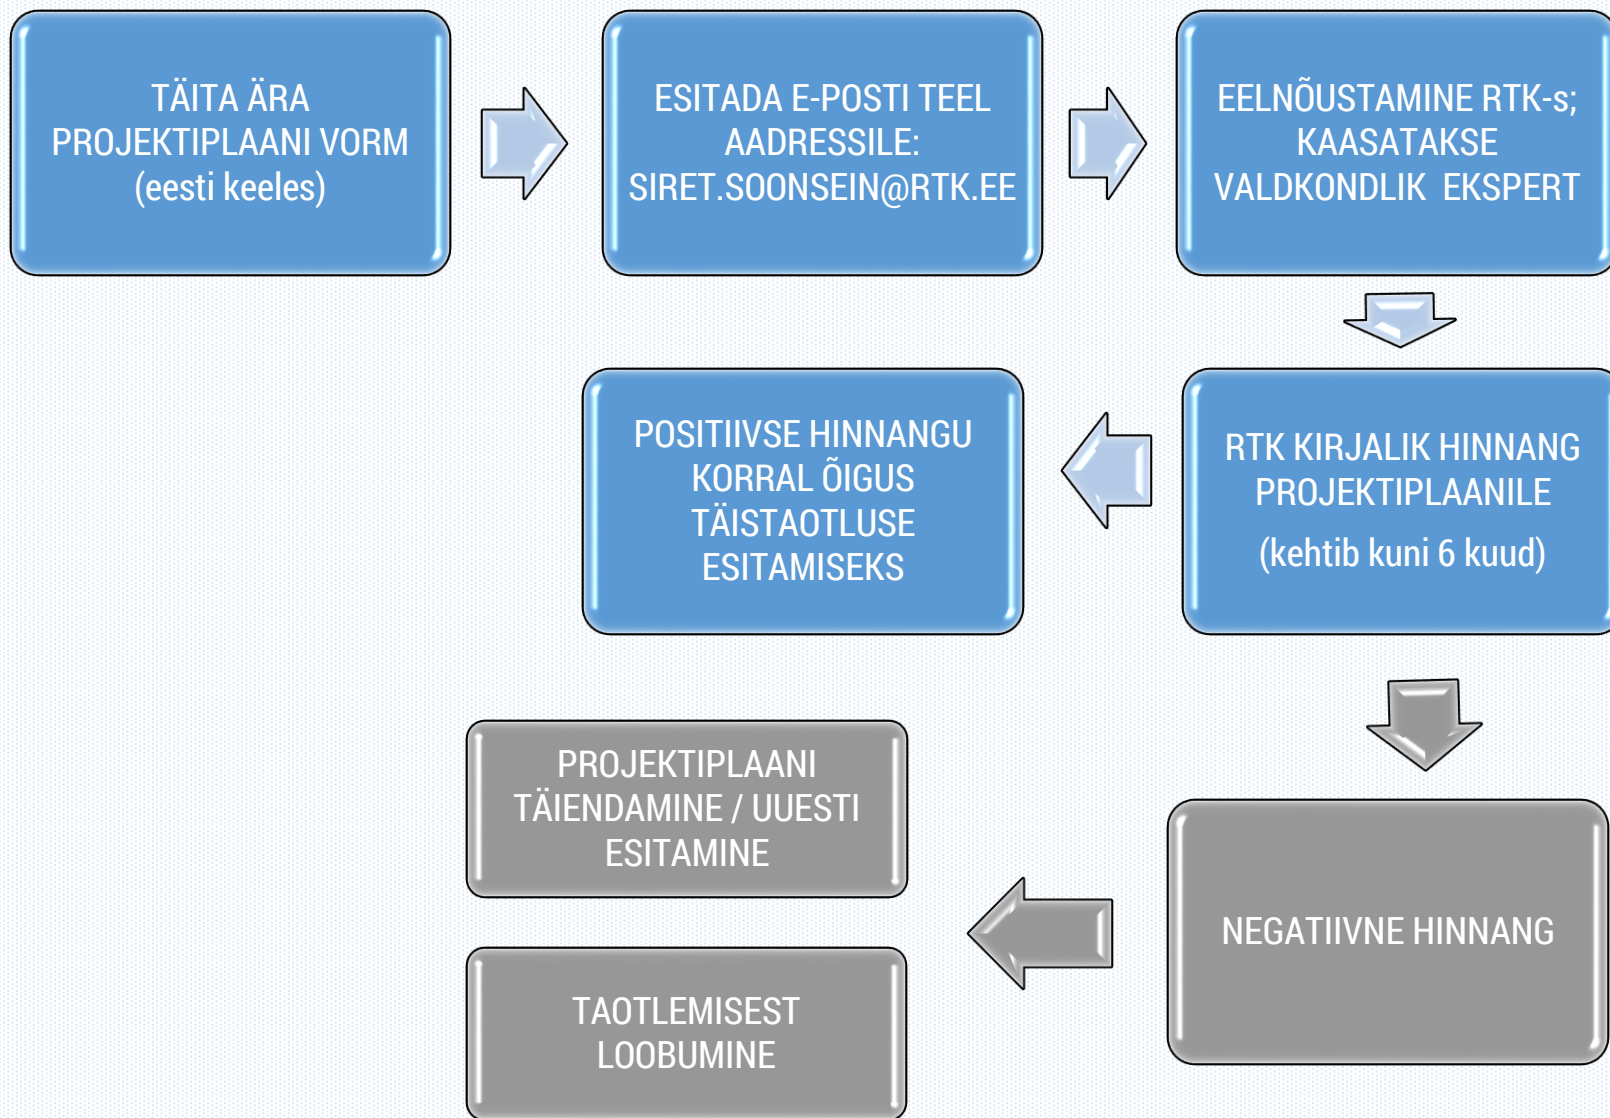 TÄITA ÄRA
PROJEKTIPLAANI VORM
(eesti keeles)
ESITADA E-POSTI TEEL
AADRESSILE:
SIRET.SOONSEIN@RTK.EE
EELNÕUSTAMINE RTK-s;
KAASATAKSE
VALDKONDLIK EKSPERT
RTK KIRJALIK HINNANG
PROJEKTIPLAANILE
(kehtib kuni 6 kuud)
POSITIIVSE HINNANGU
KORRAL ÕIGUS
TÄISTAOTLUSE
ESITAMISEKS
NEGATIIVNE HINNANG
PROJEKTIPLAANI
TÄIENDAMINE / UUESTI
ESITAMINE
TAOTLEMISEST
LOOBUMINE